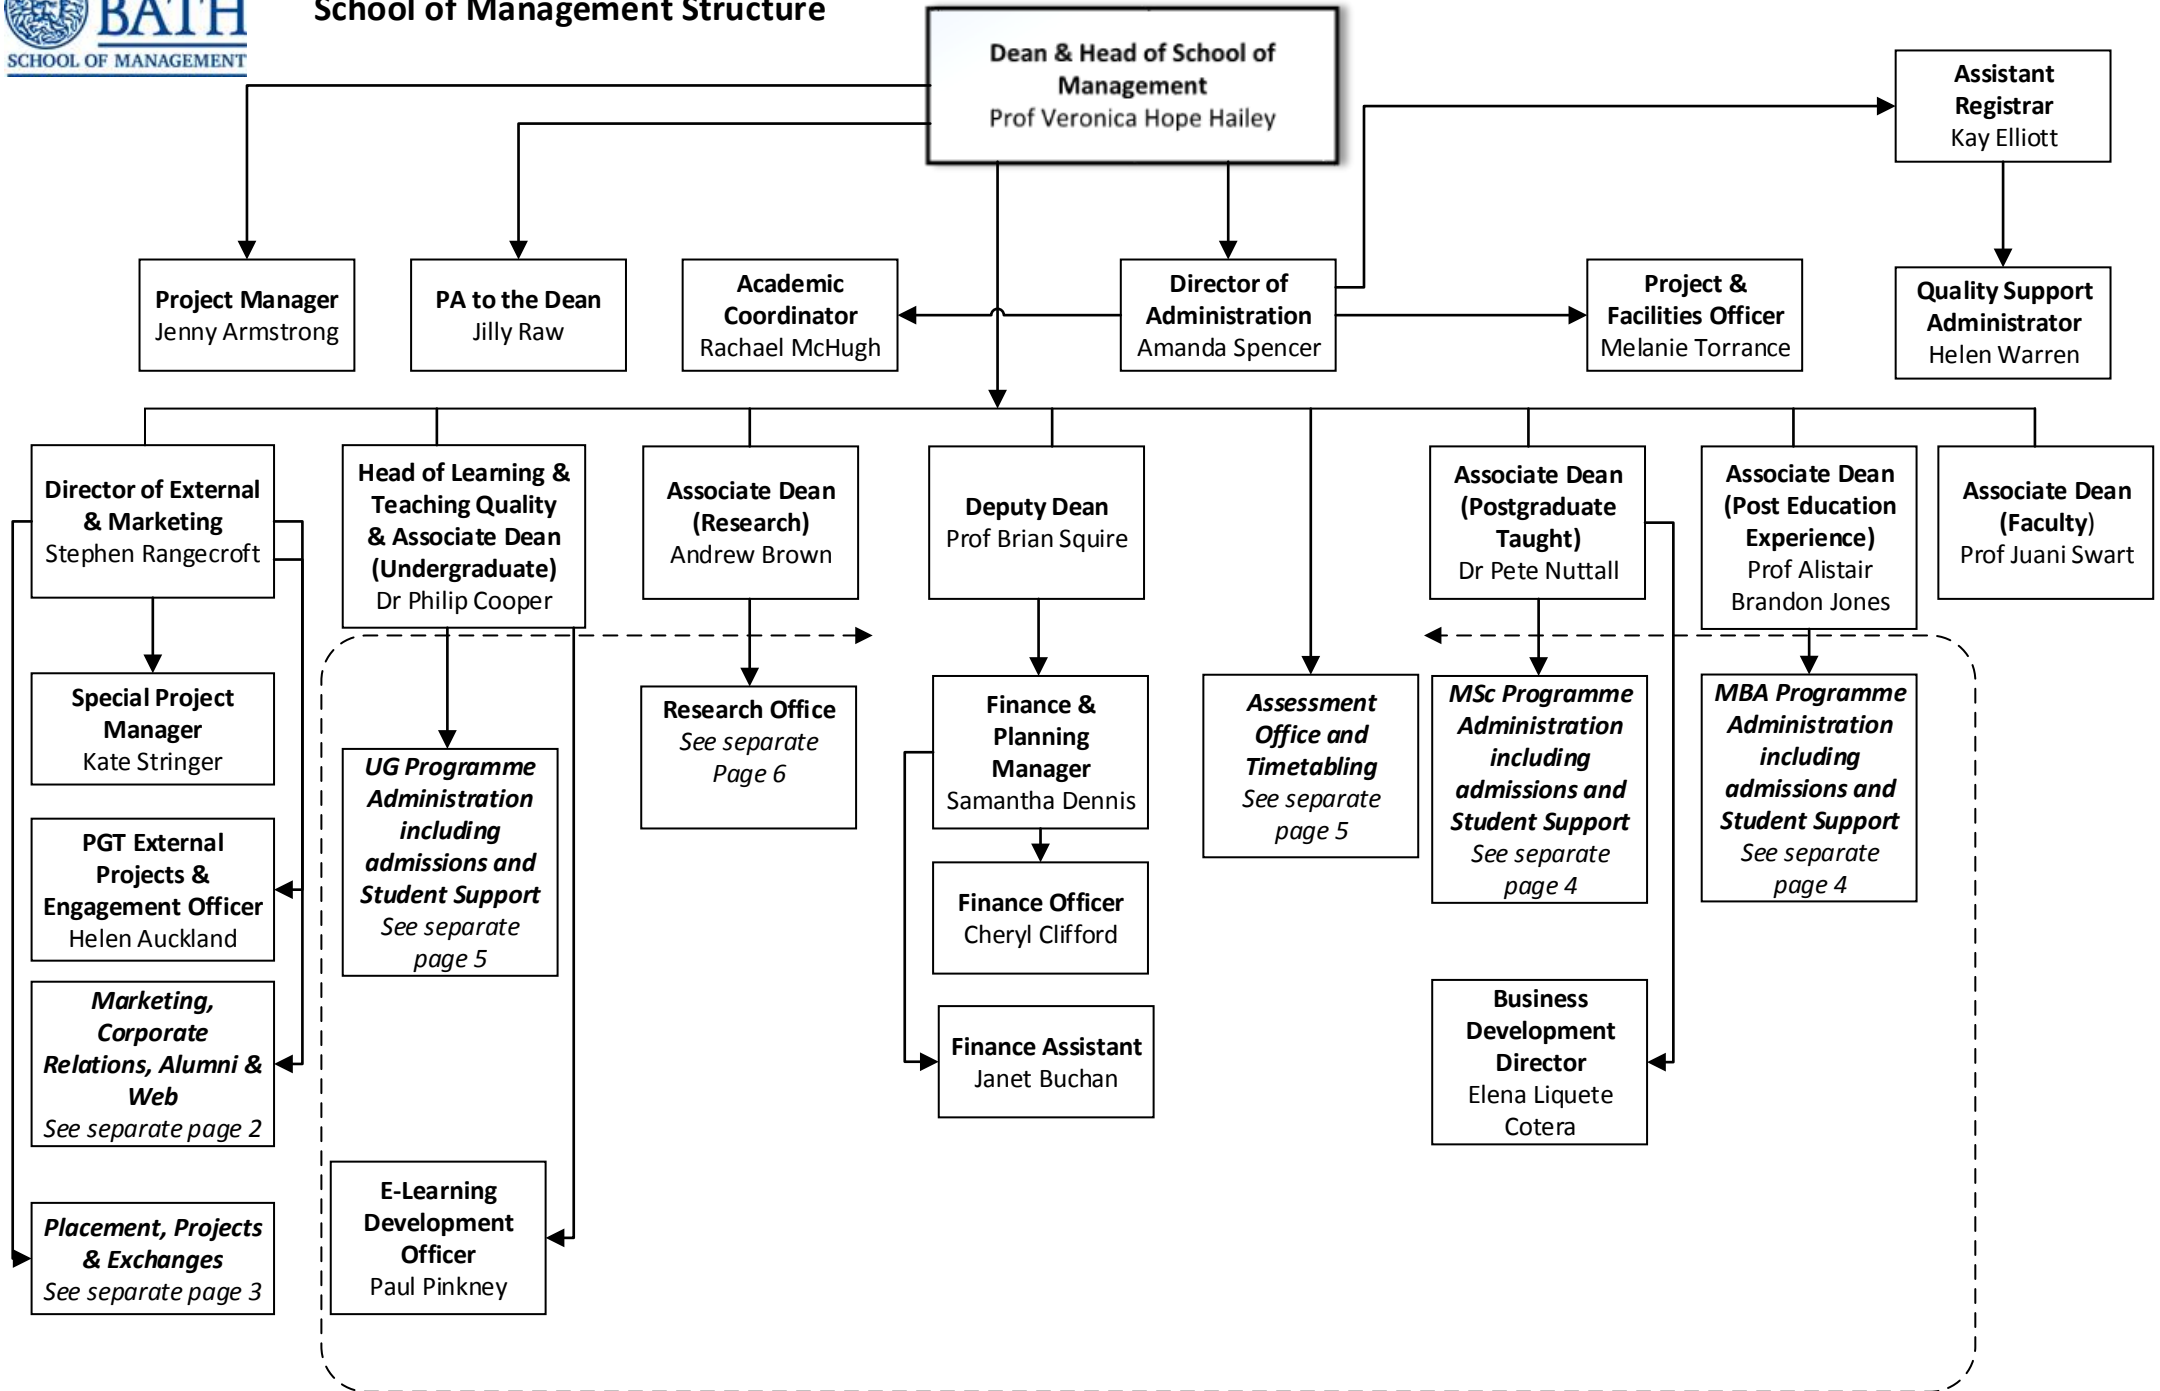 BATH
SCHOOL OF MANAGEMENT
School of Management Structure
Dean & Head of School of
Management
Prof Veronica Hope Hailey
Assistant
Registrar
Kay Elliott
Project Manager
Jenny Armstrong
PA to the Dean
Jilly Raw
Academic
Coordinator
Rachael McHugh
Director of
Administration
Amanda Spencer
Project &
Facilities Officer
Melanie Torrance
Quality Support
Administrator
Helen Warren
Director of External
& Marketing
Stephen Rangecroft
Head of Learning &
Teaching Quality
& Associate Dean
(Undergraduate)
Dr Philip Cooper
Associate Dean
(Research)
Andrew Brown
Deputy Dean
Prof Brian Squire
Associate Dean
(Postgraduate
Taught)
Dr Pete Nuttall
Associate Dean
(Post Education
Experience)
Prof Alistair
Brandon Jones
Associate Dean
(Faculty)
Prof Juani Swart
Special Project
Manager
Kate Stringer
PGT External
Projects &
Engagement Officer
Helen Auckland
Marketing,
Corporate
Relations, Alumni &
Web
See separate page 2
Placement, Projects
& Exchanges
See separate page 3
UG Programme
Administration
including
admissions and
Student Support
See separate
page 5
E-Learning
Development
Officer
Paul Pinkney
Research Office
See separate
Page 6
Finance &
Planning
Manager
Samantha Dennis
Finance Officer
Cheryl Clifford
Finance Assistant
Janet Buchan
Assessment
Office and
Timetabling
See separate
page 5
MSc Programme
Administration
including
admissions and
Student Support
See separate
page 4
Business
Development
Director
Elena Liquete
Cotera
MBA Programme
Administration
including
admissions and
Student Support
See separate
page 4